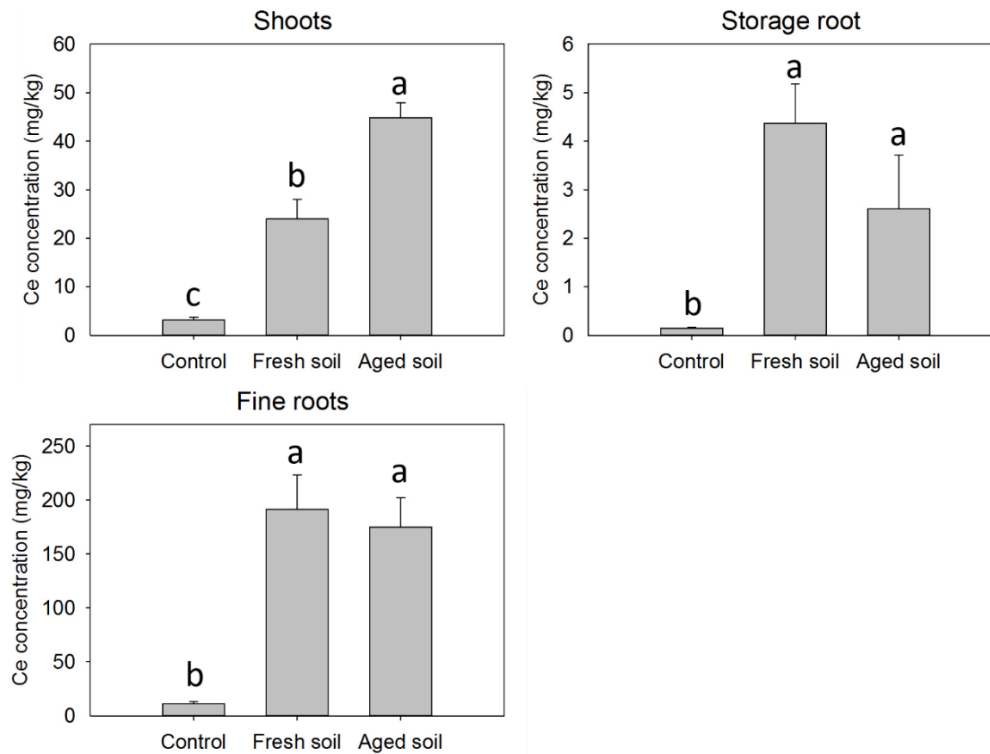 Shoots
Ce concentration (mg/kg)
60
50
40
30
20
10
0
c
b
a
Control Fresh soil Aged soil
Storage root
Ce concentration (mg/kg)
6
5
4
3
2
1
0
b
a
a
Control Fresh soil Aged soil
Fine roots
Ce concentration (mg/kg)
250
200
150
100
50
0
b
a
a
Control Fresh soil Aged soil